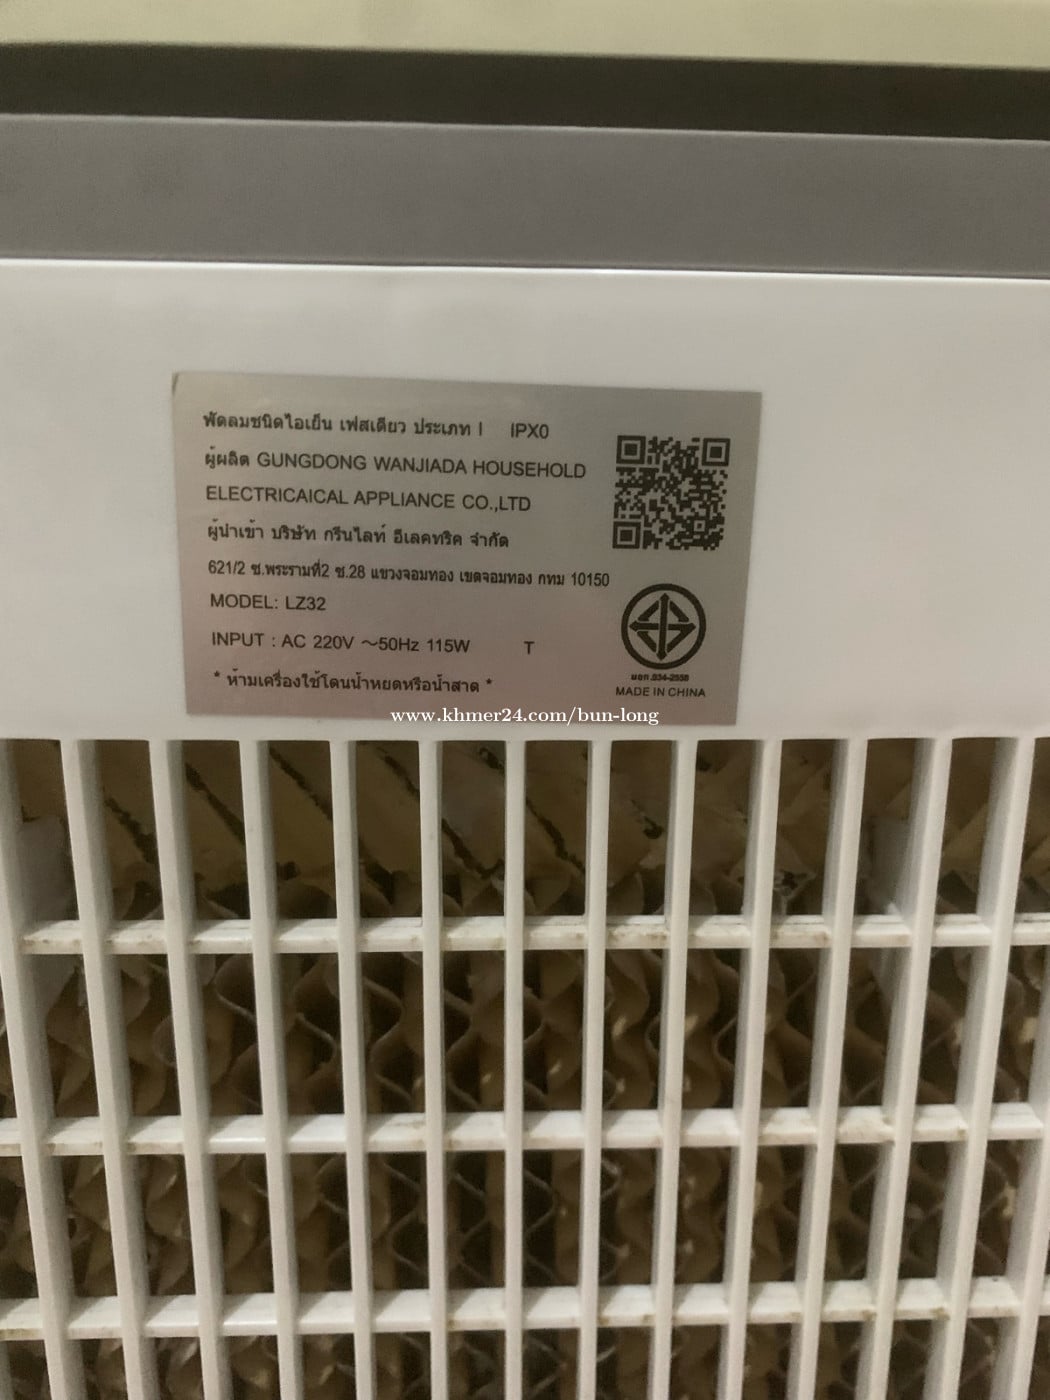 พัดลมชนิดไอเย็น เฟสเดียว ประเภท I IPX0
ผู้ผลิต GUNGDONG WANJIADA HOUSEHOLD
ELECTRICAICAL APPLIANCE CO.,LTD
ผู้นำเข้า บริษัท กรีนไลท์ อีเลคทริค จำกัด
621/2 ซ.พระรามที่2 ซ.28 แขวงจอมทอง เขตจอมทอง กทม 10150
MODEL: LZ32
INPUT : AC 220V ～50Hz 115W T
* ห้ามเครื่องใช้โดนน้ำหยดหรือน้ำสาด *
มอก.934-2558
MADE IN CHINA
www.khmer24.com/bun-long